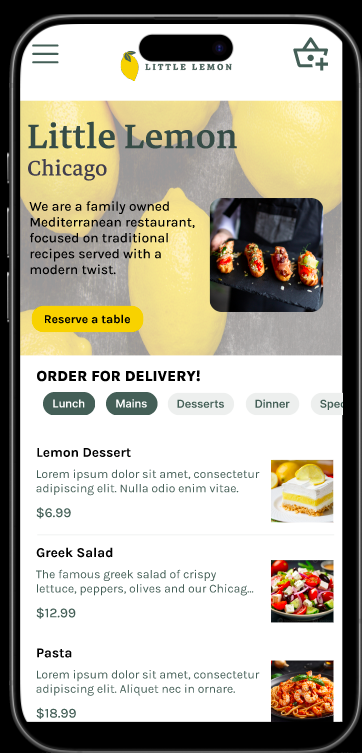 LITTLE LEMON
Little Lemon
Chicago
We are a family owned
Mediterranean restaurant,
focused on traditional
recipes served with a
modern twist.
Reserve a table
ORDER FOR DELIVERY!
Lunch Mains Desserts Dinner Spec
Lemon Dessert
Lorem ipsum dolor sit amet, consectetur
adipiscing elit. Nulla odio enim vitae.
$6.99
Greek Salad
The famous greek salad of crispy
lettuce, peppers, olives and our Chicag...
$12.99
Pasta
Lorem ipsum dolor sit amet, consectetur
adipiscing elit. Aliquet nec in ornare.
$18.99